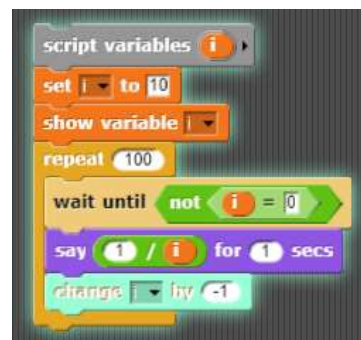 script variables i
set i to 10
show variable i
repeat 100
wait until not i = 0
say 1 / i for 1 secs
change i by -1